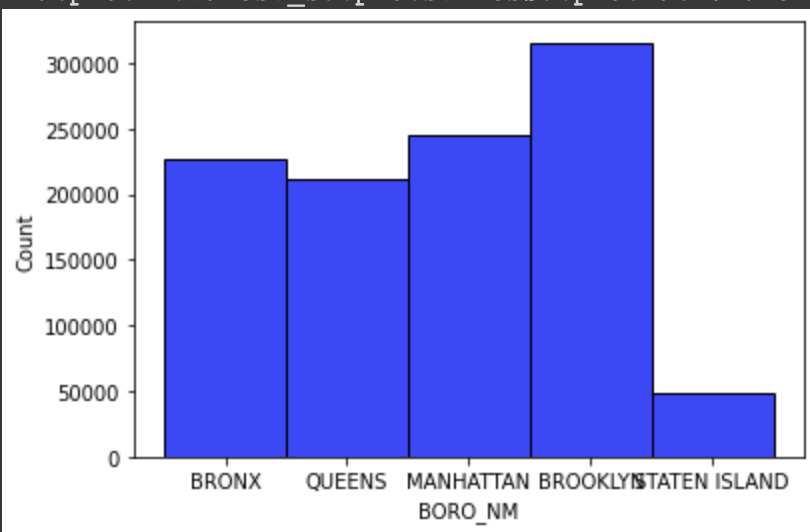 300000
250000
200000
150000
100000
50000
0
Count
BRONX QUEENS MANHATTAN BROOKLYN STATEN ISLAND
BORO_NM